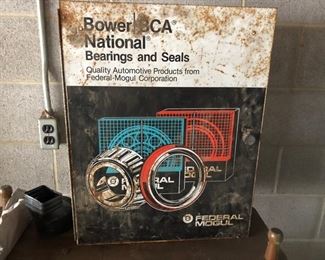 Bower/BCA®
National®
Bearings and Seals
Quality Automotive Products from
Federal-Mogul Corporation
FEDERAL
MOGUL